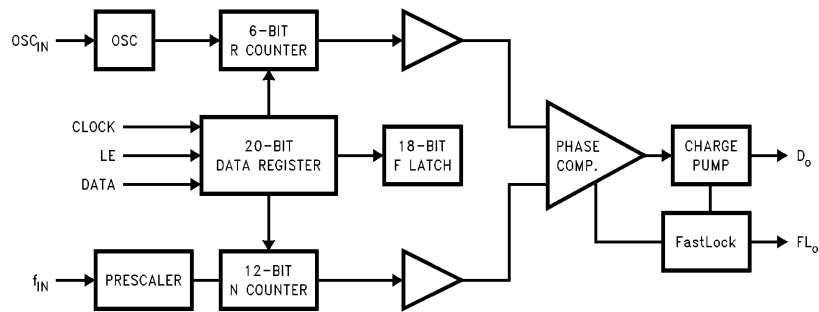 OSC_IN
OSC
6-BIT
R COUNTER
CLOCK
LE
DATA
20-BIT
DATA REGISTER
18-BIT
F LATCH
PHASE
COMP.
CHARGE
PUMP
D_o
FastLock
FL_o
f_IN
PRESCALER
12-BIT
N COUNTER